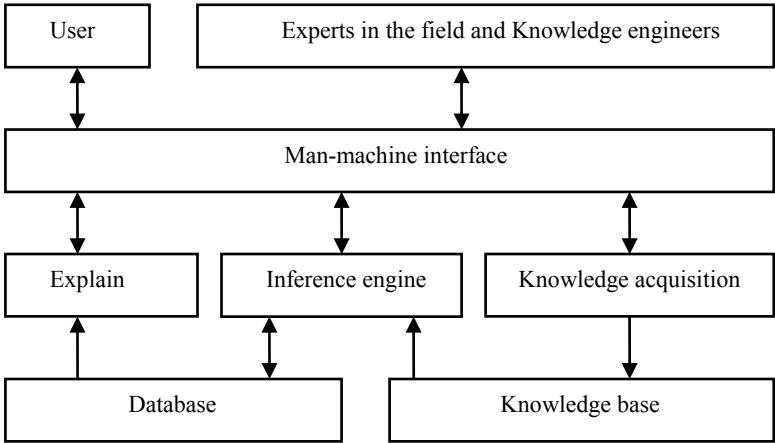 User
Experts in the field and Knowledge engineers
Man-machine interface
Explain
Inference engine
Knowledge acquisition
Database
Knowledge base